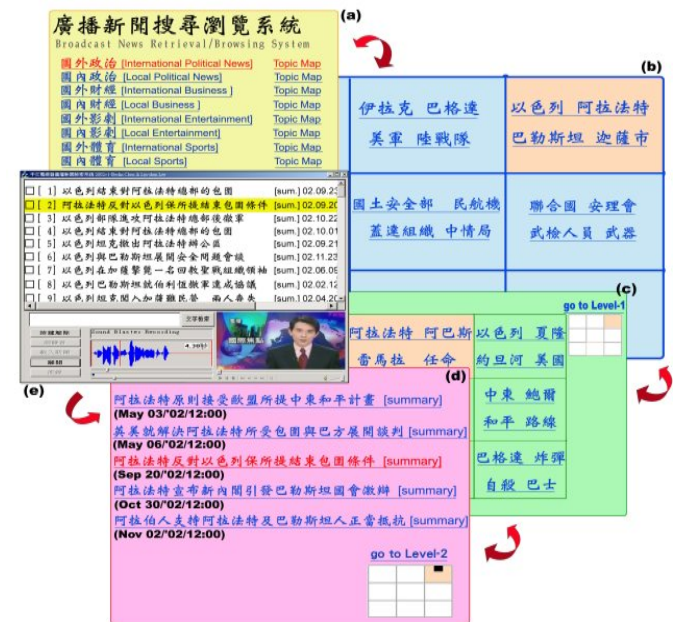 廣播新聞搜尋瀏覽系統
Broadcast News Retrieval/Browsing System
國外政治 [International Political News] Topic Map
國內政治 [Local Political News] Topic Map
國外財經 [International Business ] Topic Map
國內財經 [Local Business ] Topic Map
國外影劇 [International Entertainment] Topic Map
國內影劇 [Local Entertainment] Topic Map
國外體育 [International Sports] Topic Map
國內體育 [Local Sports] Topic Map
(a)
(b)
伊拉克 巴格達
美軍 陸戰隊
以色列 阿拉法特
巴勒斯坦 迦薩市
國土安全部 民航機
蓋達組織 中情局
聯合國 安理會
武檢人員 武器
[ 1] 以色列結束對阿拉法特總部的包圍 [sum.] 02.09.23
[ 2] 阿拉法特反對以色列保所提結束包圍條件 [sum.] 02.09.20
[ 3] 以色列部隊進攻阿拉法特總部後撤軍 [sum.] 02.10.22
[ 4] 以色列結束對阿拉法特總部的包圍 [sum.] 02.10.01
[ 5] 以色列坦克撤出阿拉法特辦公區 [sum.] 02.09.21
[ 6] 以色列與巴勒斯坦展開安全問題會談 [sum.] 02.11.23
[ 7] 以色列在加薩擊斃一名回教聖戰組織領袖 [sum.] 02.06.09
[ 8] 以色列巴勒斯坦就伯利恆撤軍達成協議 [sum.] 02.02.12
[ 9] 以色列坦克闖入加薩難民營 兩人喪失 [sum.] 02.04.20
Sound Blaster Recording
國際焦點
(e)
(c)
go to Level-1
阿拉法特 阿巴斯
雷馬拉 任命
以色列 夏隆
約旦河 美國
中東 鮑爾
和平 路線
巴格達 炸彈
自殺 巴士
(d)
阿拉法特原則接受歐盟所提中東和平計畫 [summary]
(May 03/'02/12:00)
英美就解決阿拉法特所受包圍與巴方展開談判 [summary]
(May 06/'02/12:00)
阿拉法特反對以色列保所提結束包圍條件 [summary]
(Sep 20/'02/12:00)
阿拉法特宣布新內閣引發巴勒斯坦國會激辯 [summary]
(Oct 30/'02/12:00)
阿拉伯人支持阿拉法特及巴勒斯坦人正當抵抗 [summary]
(Nov 02/'02/12:00)
go to Level-2